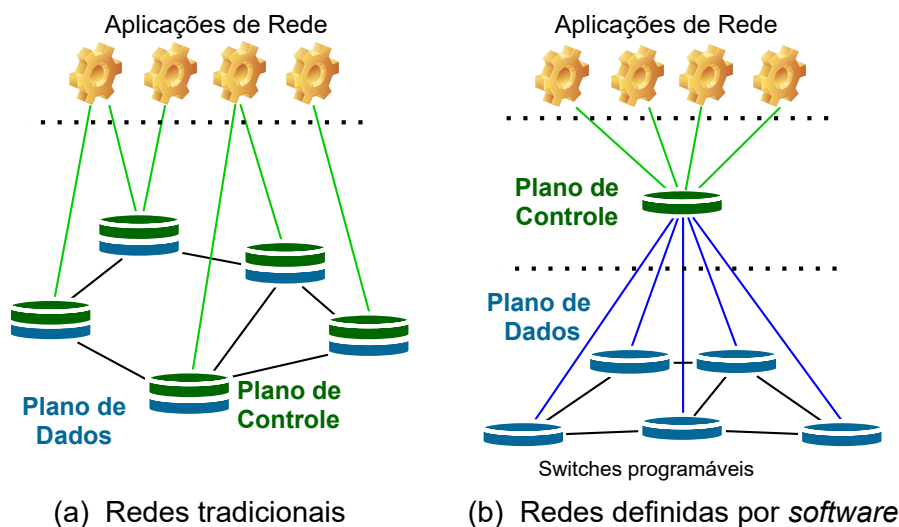 Aplicações de Rede
Plano de
Dados
Plano de
Controle
(a) Redes tradicionais
Aplicações de Rede
Plano de
Controle
Plano de
Dados
Switches programáveis
(b) Redes definidas por software